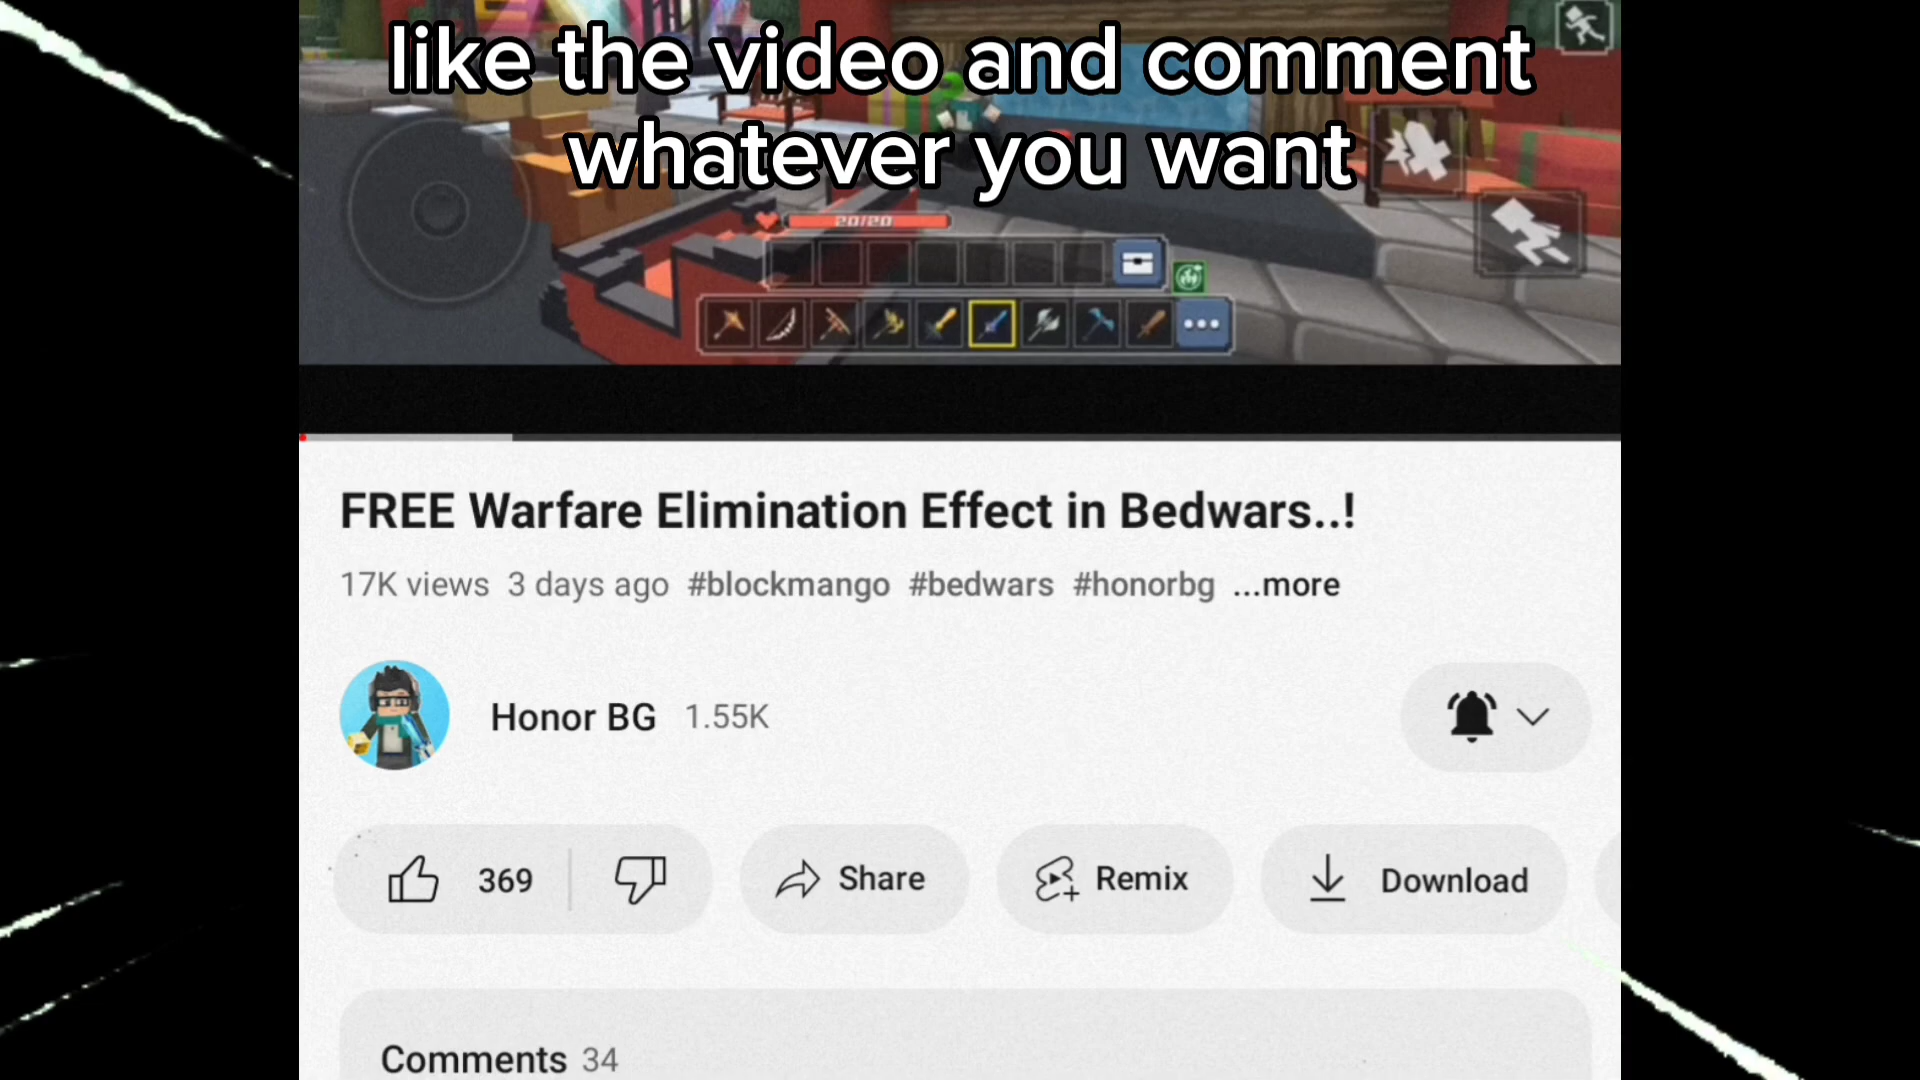 like the video and comment
whatever you want
20/20
FREE Warfare Elimination Effect in Bedwars..!
17K views 3 days ago #blockmango #bedwars #honorbg ...more
Honor BG 1.55K
369 Share Remix Download
Comments 34